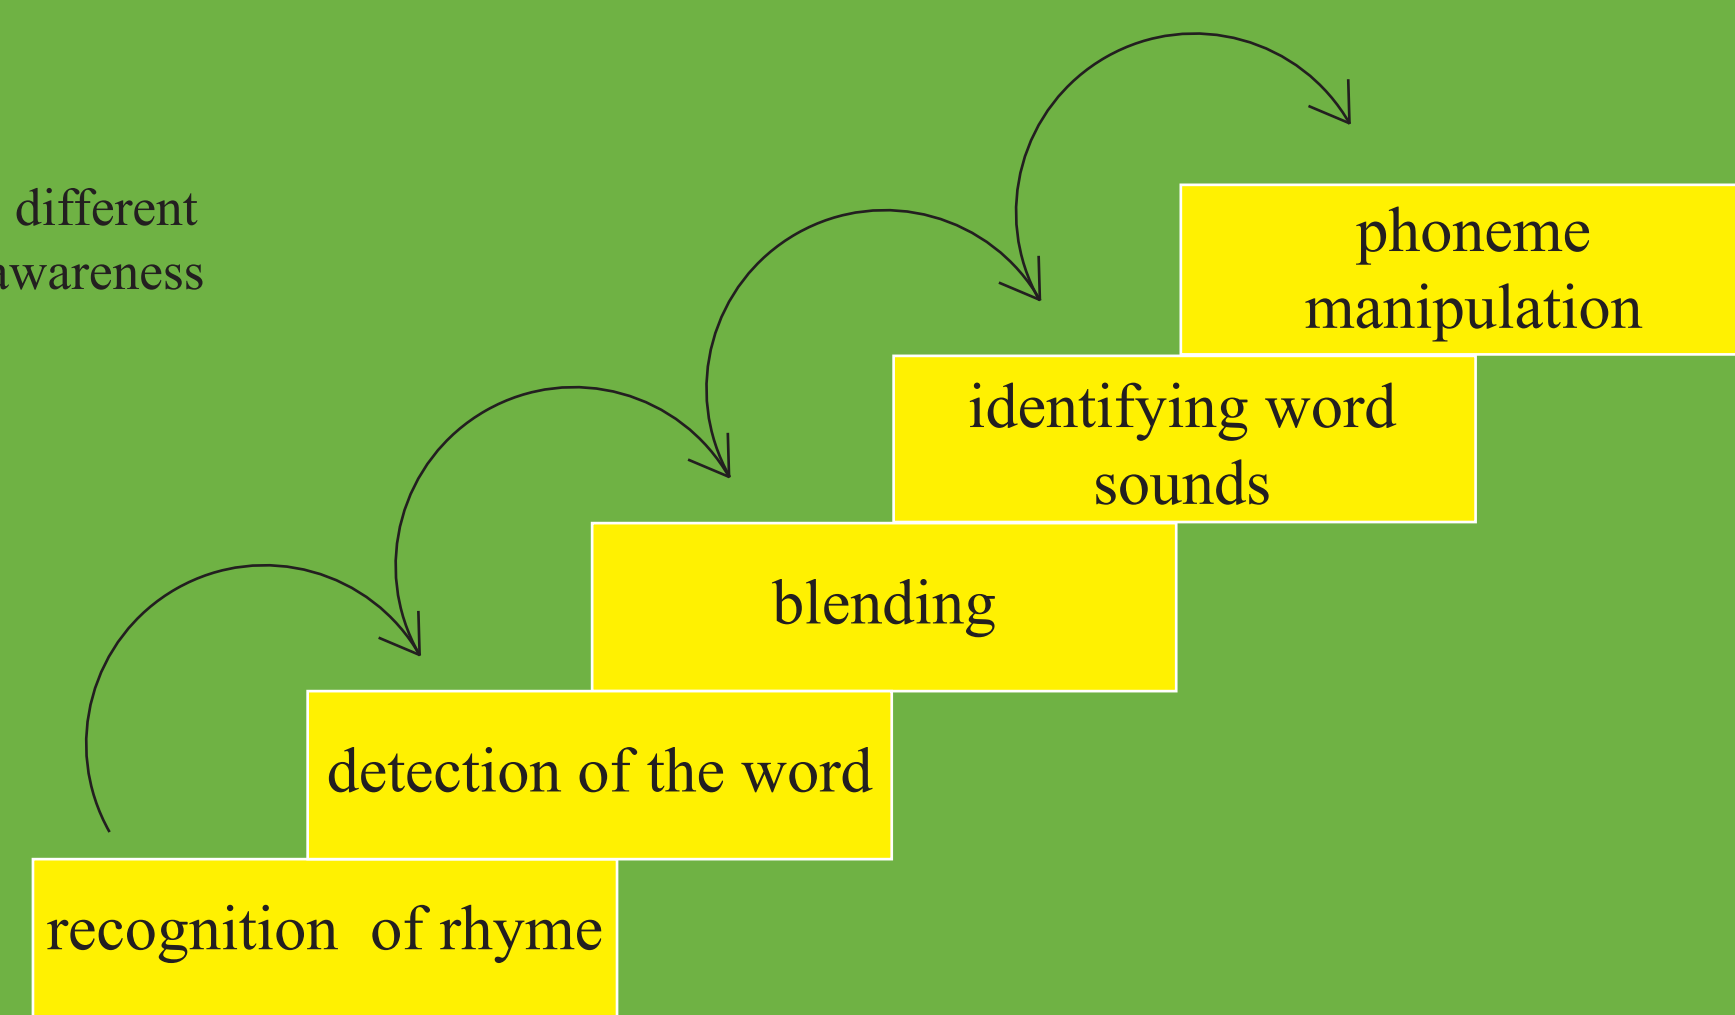 different
awareness
phoneme
manipulation
identifying word
sounds
blending
detection of the word
recognition of rhyme